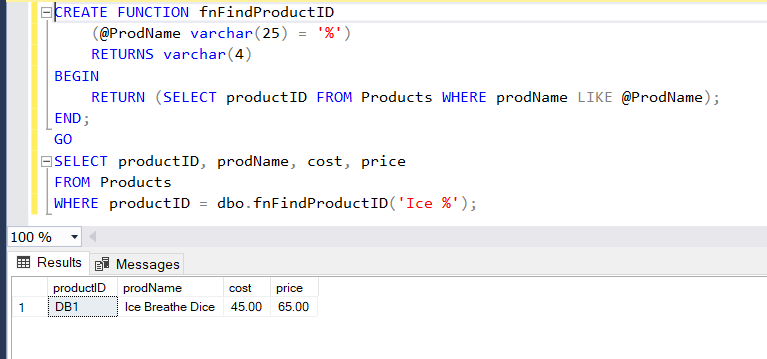 CREATE FUNCTION fnFindProductID
(@ProdName varchar(25) = '%')
RETURNS varchar(4)
BEGIN
RETURN (SELECT productID FROM Products WHERE prodName LIKE @ProdName);
END;
GO
SELECT productID, prodName, cost, price
FROM Products
WHERE productID = dbo.fnFindProductID('Ice %');
100 %
Results Messages
productID prodName cost price
1 DB1 Ice Breathe Dice 45.00 65.00